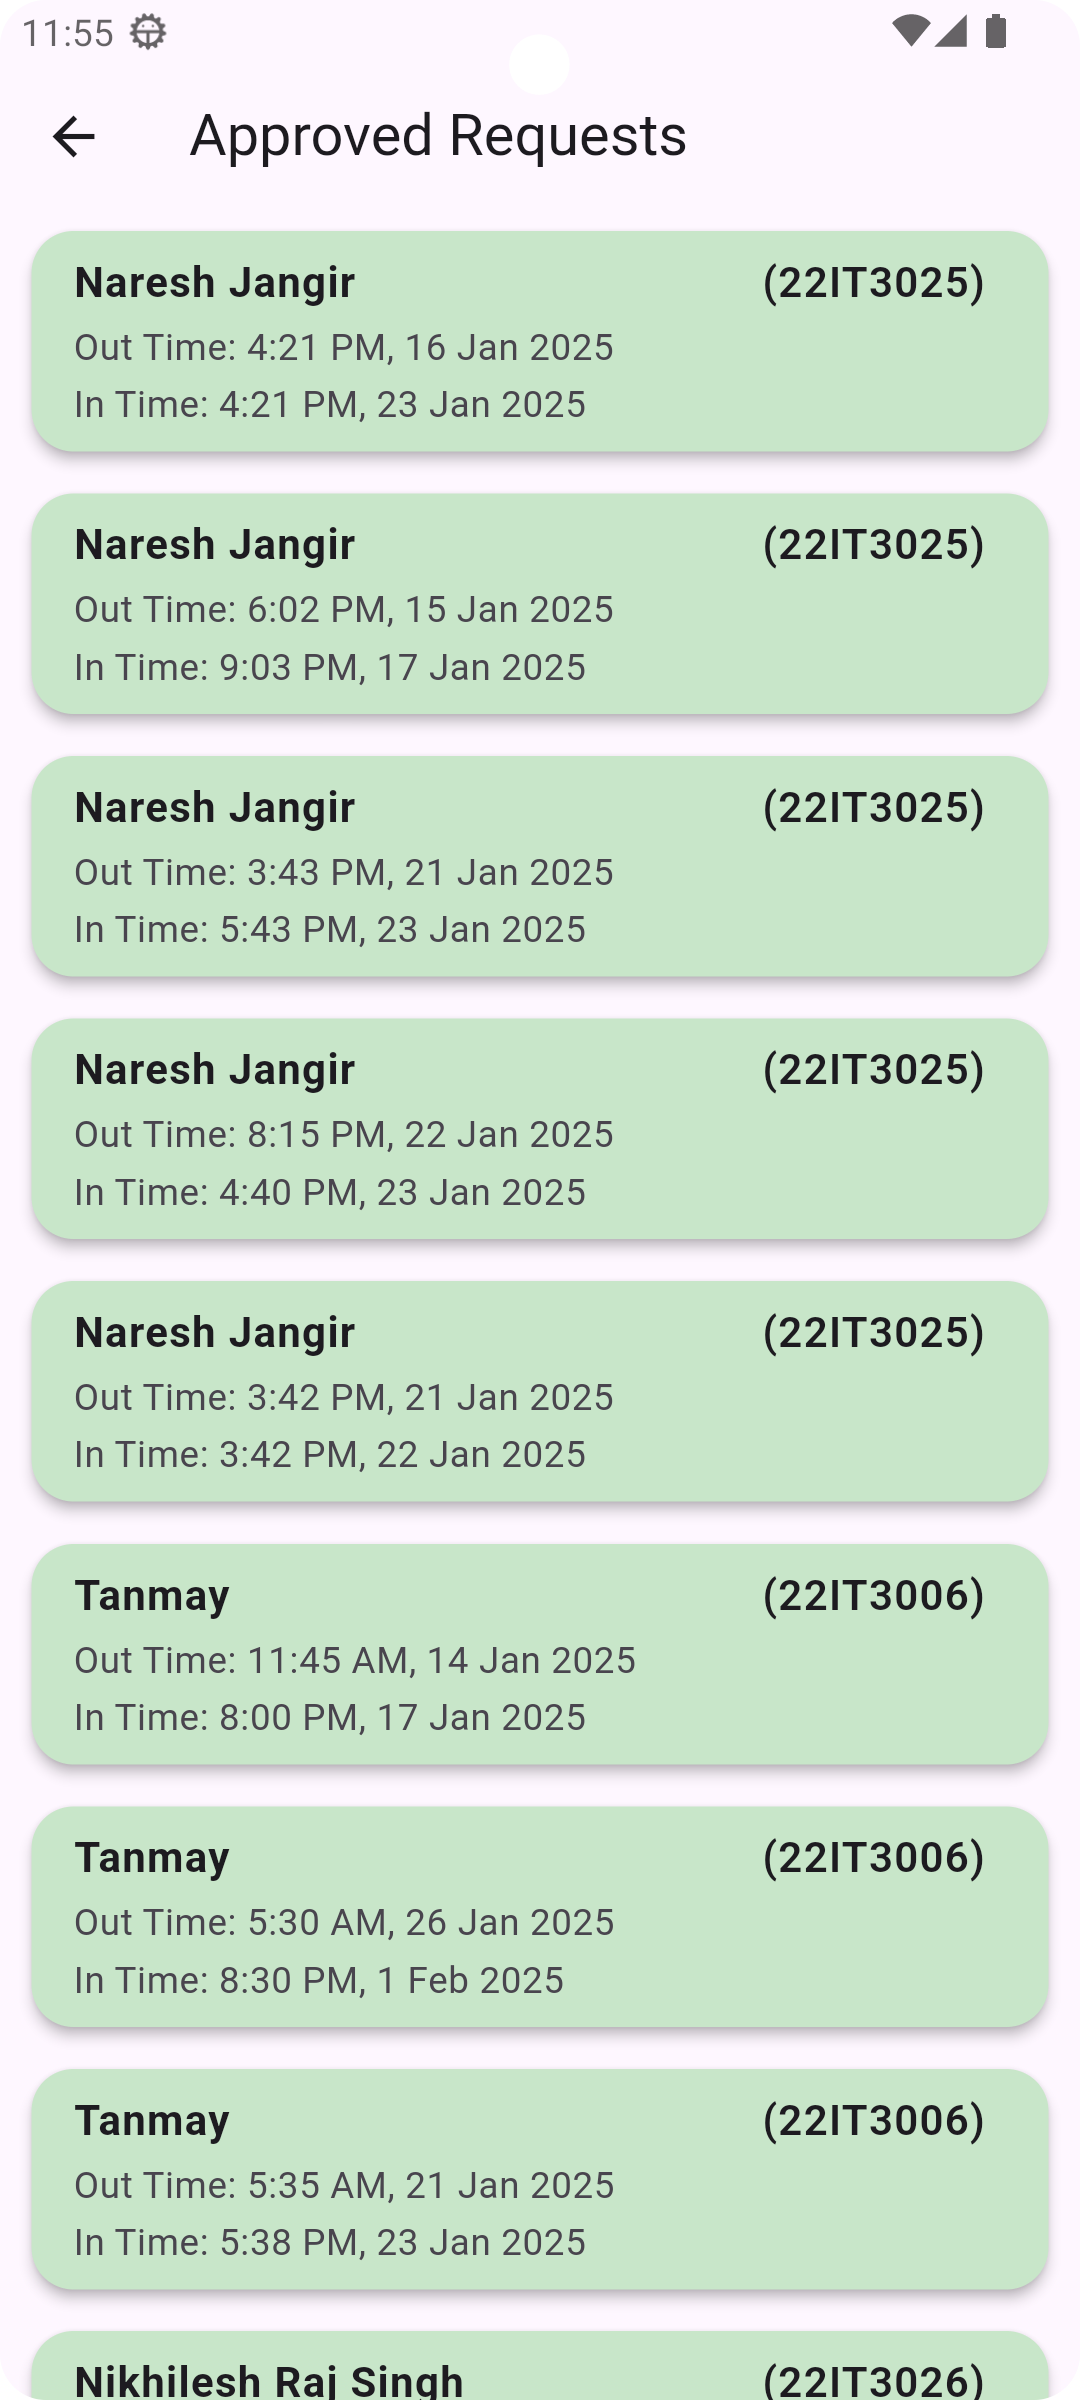 11:55
Approved Requests
Naresh Jangir (22IT3025)
Out Time: 4:21 PM, 16 Jan 2025
In Time: 4:21 PM, 23 Jan 2025
Naresh Jangir (22IT3025)
Out Time: 6:02 PM, 15 Jan 2025
In Time: 9:03 PM, 17 Jan 2025
Naresh Jangir (22IT3025)
Out Time: 3:43 PM, 21 Jan 2025
In Time: 5:43 PM, 23 Jan 2025
Naresh Jangir (22IT3025)
Out Time: 8:15 PM, 22 Jan 2025
In Time: 4:40 PM, 23 Jan 2025
Naresh Jangir (22IT3025)
Out Time: 3:42 PM, 21 Jan 2025
In Time: 3:42 PM, 22 Jan 2025
Tanmay (22IT3006)
Out Time: 11:45 AM, 14 Jan 2025
In Time: 8:00 PM, 17 Jan 2025
Tanmay (22IT3006)
Out Time: 5:30 AM, 26 Jan 2025
In Time: 8:30 PM, 1 Feb 2025
Tanmay (22IT3006)
Out Time: 5:35 AM, 21 Jan 2025
In Time: 5:38 PM, 23 Jan 2025
Nikhilesh Raj Singh (22IT3026)